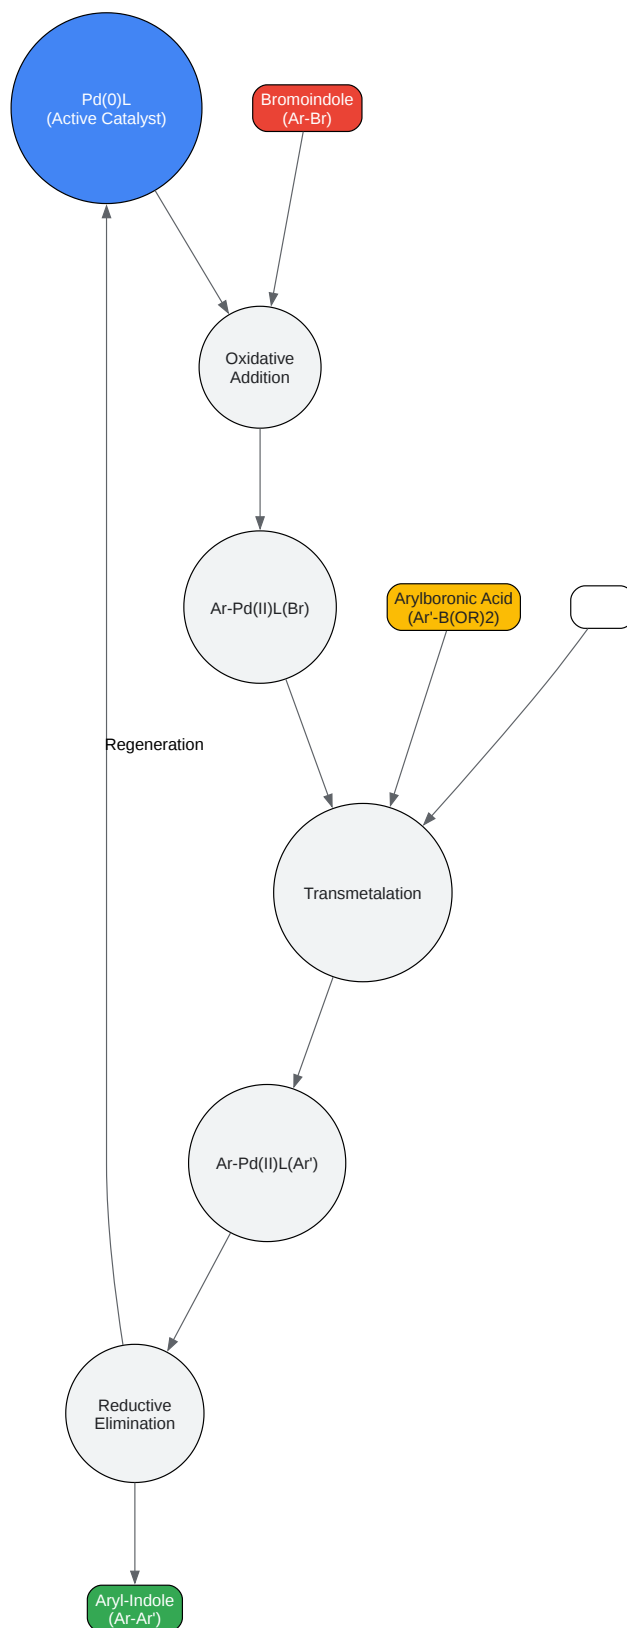 Pd(0)L
(Active Catalyst)
Bromoindole
(Ar-Br)
Oxidative
Addition
Ar-Pd(II)L(Br)
Arylboronic Acid
(Ar'-B(OR)2)
Regeneration
Transmetalation
Ar-Pd(II)L(Ar')
Reductive
Elimination
Aryl-Indole
(Ar-Ar')